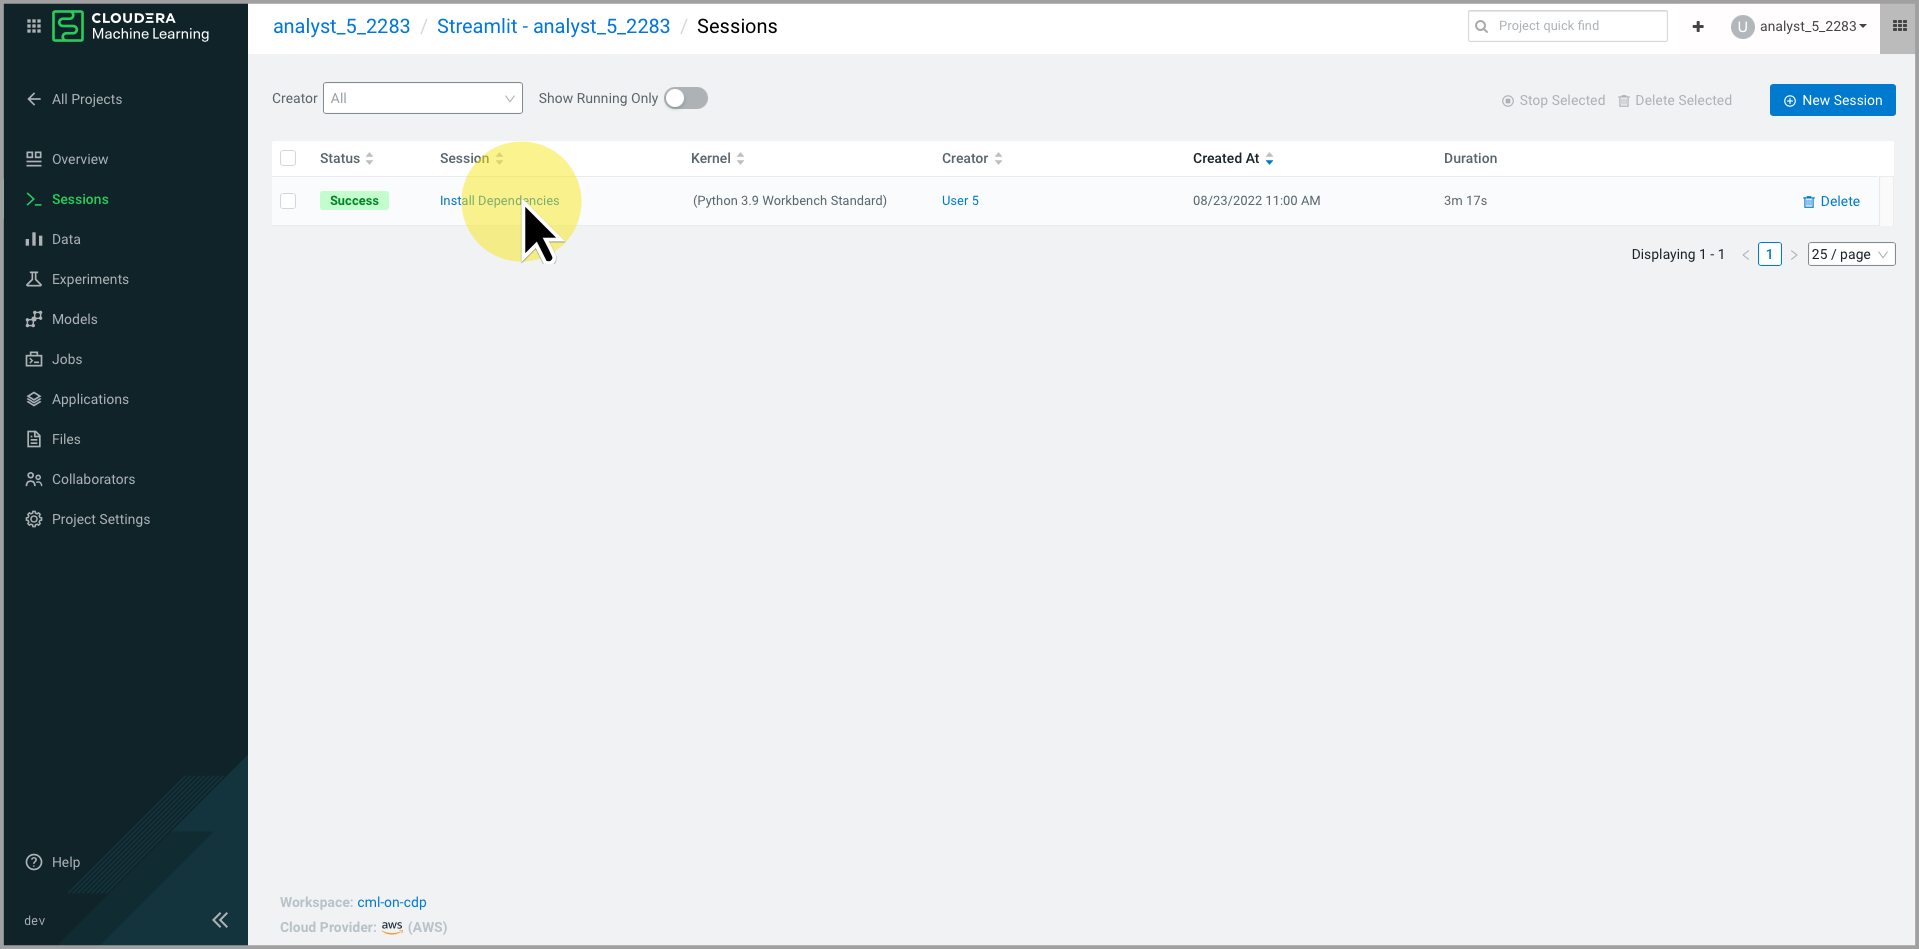 CLOUDERA
Machine Learning
analyst_5_2283 / Streamlit - analyst_5_2283 / Sessions
Project quick find
U analyst_5_2283
All Projects
Creator All Show Running Only
Stop Selected Delete Selected New Session
Overview
Sessions
Data
Experiments
Models
Jobs
Applications
Files
Collaborators
Project Settings
Help
dev
Status Session Kernel Creator Created At Duration
Success Install Dependencies (Python 3.9 Workbench Standard) User 5 08/23/2022 11:00 AM 3m 17s Delete
Displaying 1 - 1 < 1 > 25 / page
Workspace: cml-on-cdp
Cloud Provider: aws (AWS)